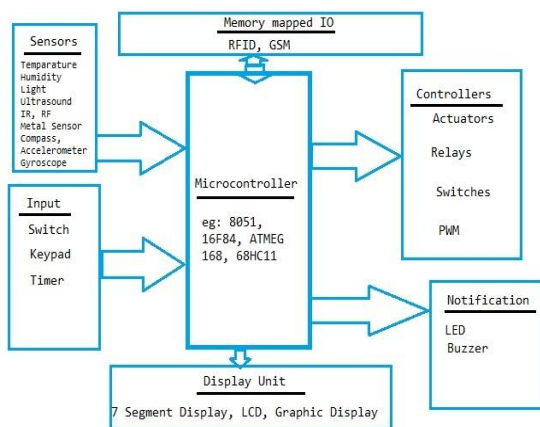 Memory mapped IO
RFID, GSM
Sensors
Temparature
Humidity
Light
Ultrasound
IR, RF
Metal Sensor
Compass,
Accelerometer
Gyroscope
Input
Switch
Keypad
Timer
Microcontroller
eg: 8051,
16F84, ATMEG
168, 68HC11
Controllers
Actuators
Relays
Switches
PWM
Notification
LED
Buzzer
Display Unit
7 Segment Display, LCD, Graphic Display